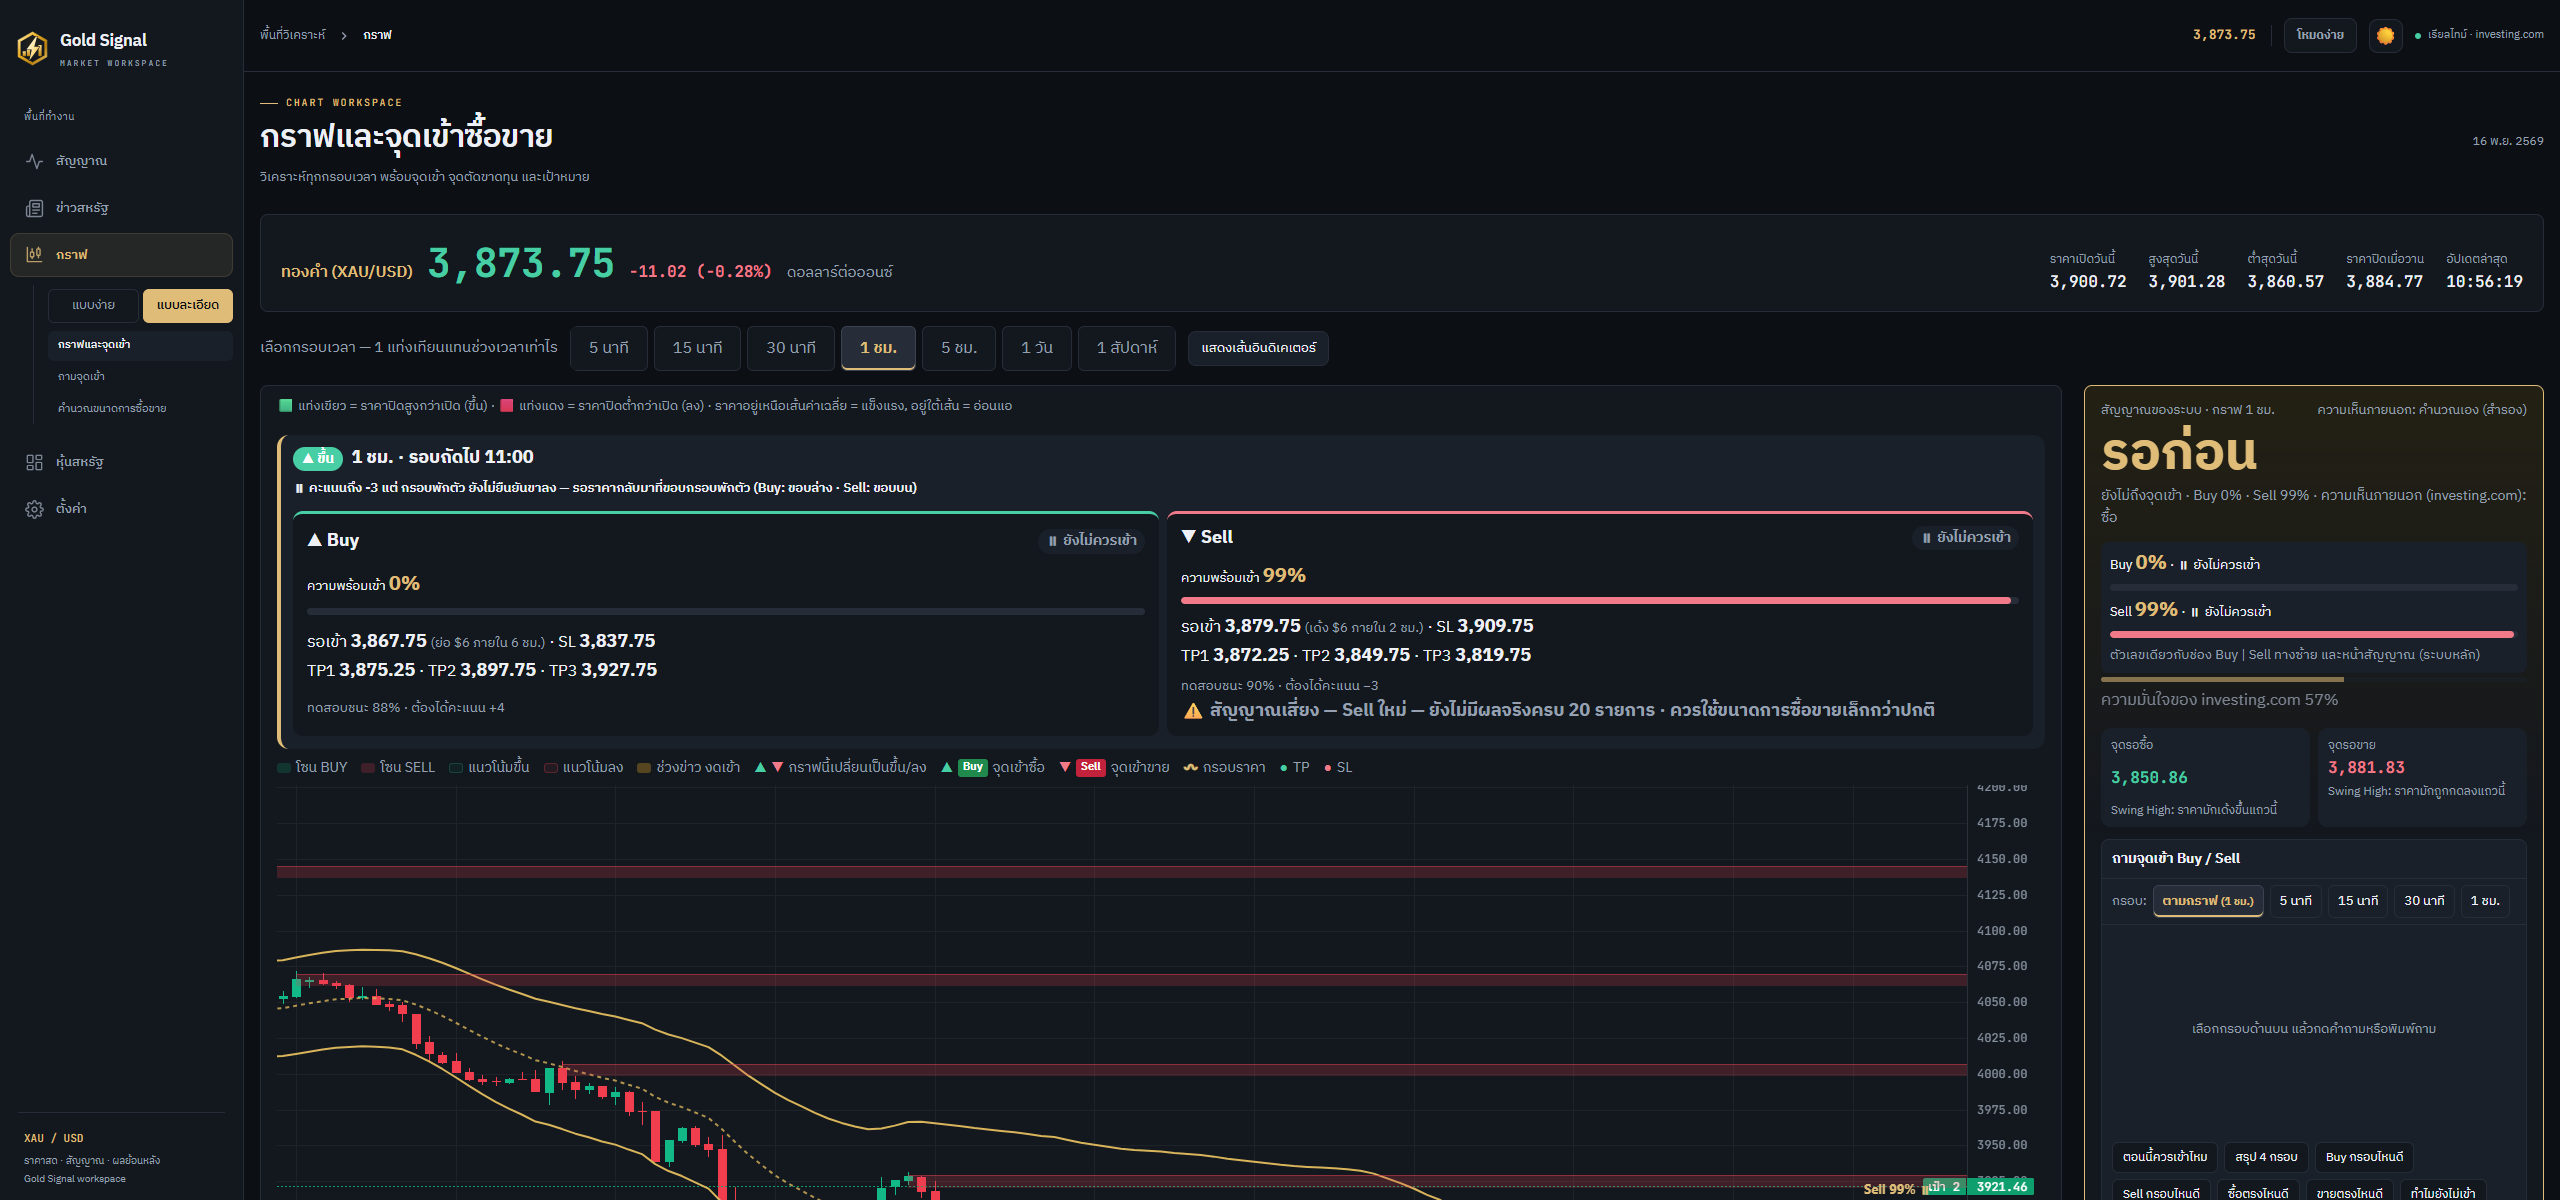 Gold Signal
MARKET WORKSPACE
พื้นที่ทำงาน
สัญญาณ
ข่าวสหรัฐ
กราฟ
แบบง่าย
แบบละเอียด
กราฟและจุดเข้า
ถามจุดเข้า
คำนวณขนาดการซื้อขาย
หุ้นสหรัฐ
ตั้งค่า
XAU / USD
ราคาสด · สัญญาณ · ผลย้อนหลัง
Gold Signal workspace
พื้นที่วิเคราะห์ › กราฟ
3,873.75
โหมดง่าย
เรียลไทม์ · investing.com
CHART WORKSPACE
กราฟและจุดเข้าซื้อขาย
16 พ.ย. 2569
วิเคราะห์ทุกกรอบเวลา พร้อมจุดเข้า จุดตัดขาดทุน และเป้าหมาย
ทองคำ (XAU/USD) 3,873.75 -11.02 (-0.28%) ดอลลาร์ต่อออนซ์
ราคาเปิดวันนี้ สูงสุดวันนี้ ต่ำสุดวันนี้ ราคาปิดเมื่อวาน อัปเดตล่าสุด
3,900.72 3,901.28 3,860.57 3,884.77 10:56:19
เลือกกรอบเวลา — 1 แท่งเทียนแทนช่วงเวลาเท่าไร 5 นาที 15 นาที 30 นาที 1 ชม. 5 ชม. 1 วัน 1 สัปดาห์ แสดงเส้นอินดิเคเตอร์
แท่งเขียว = ราคาปิดสูงกว่าเปิด (ขึ้น) · แท่งแดง = ราคาปิดต่ำกว่าเปิด (ลง) · ราคาอยู่เหนือเส้นค่าเฉลี่ย = แข็งแรง, อยู่ใต้เส้น = อ่อนแอ
▲ ขึ้น 1 ชม. · รอบถัดไป 11:00
⏸ คะแนนถึง -3 แต่ กรอบพักตัว ยังไม่ยืนยันขาลง — รอราคากลับมาที่ขอบกรอบพักตัว (Buy: ขอบล่าง · Sell: ขอบบน)
▲ Buy ⏸ ยังไม่ควรเข้า
ความพร้อมเข้า 0%
รอเข้า 3,867.75 (ย่อ $6 ภายใน 6 ชม.) · SL 3,837.75
TP1 3,875.25 · TP2 3,897.75 · TP3 3,927.75
ทดสอบชนะ 88% · ต้องได้คะแนน +4
▼ Sell ⏸ ยังไม่ควรเข้า
ความพร้อมเข้า 99%
รอเข้า 3,879.75 (เด้ง $6 ภายใน 2 ชม.) · SL 3,909.75
TP1 3,872.25 · TP2 3,849.75 · TP3 3,819.75
ทดสอบชนะ 90% · ต้องได้คะแนน −3
⚠ สัญญาณเสี่ยง — Sell ใหม่ — ยังไม่มีผลจริงครบ 20 รายการ · ควรใช้ขนาดการซื้อขายเล็กกว่าปกติ
โซน BUY โซน SELL แนวโน้มขึ้น แนวโน้มลง ช่วงข่าว งดเข้า ▲ ▼ กราฟนี้เปลี่ยนเป็นขึ้น/ลง ▲ Buy จุดเข้าซื้อ ▼ Sell จุดเข้าขาย กรอบราคา TP SL
4200.00
4175.00
4150.00
4125.00
4100.00
4075.00
4050.00
4025.00
4000.00
3975.00
3950.00
Sell 99% ⏸ เป้า 2 3921.46
สัญญาณของระบบ · กราฟ 1 ชม. ความเห็นภายนอก: คำนวณเอง (สำรอง)
รอก่อน
ยังไม่ถึงจุดเข้า · Buy 0% · Sell 99% · ความเห็นภายนอก (investing.com):
ซื้อ
Buy 0% · ⏸ ยังไม่ควรเข้า
Sell 99% · ⏸ ยังไม่ควรเข้า
ตัวเลขเดียวกับช่อง Buy | Sell ทางซ้าย และหน้าสัญญาณ (ระบบหลัก)
ความมั่นใจของ investing.com 57%
จุดรอซื้อ
3,850.86
Swing High: ราคามักเด้งขึ้นแถวนี้
จุดรอขาย
3,881.83
Swing High: ราคามักถูกกดลงแถวนี้
ถามจุดเข้า Buy / Sell
กรอบ: ตามกราฟ (1 ชม.) 5 นาที 15 นาที 30 นาที 1 ชม.
เลือกกรอบด้านบน แล้วกดคำถามหรือพิมพ์ถาม
ตอนนี้ควรเข้าไหม สรุป 4 กรอบ Buy กรอบไหนดี
Sell กรอบไหนดี ซื้อตรงไหนดี ขายตรงไหนดี ทำไมยังไม่เข้า